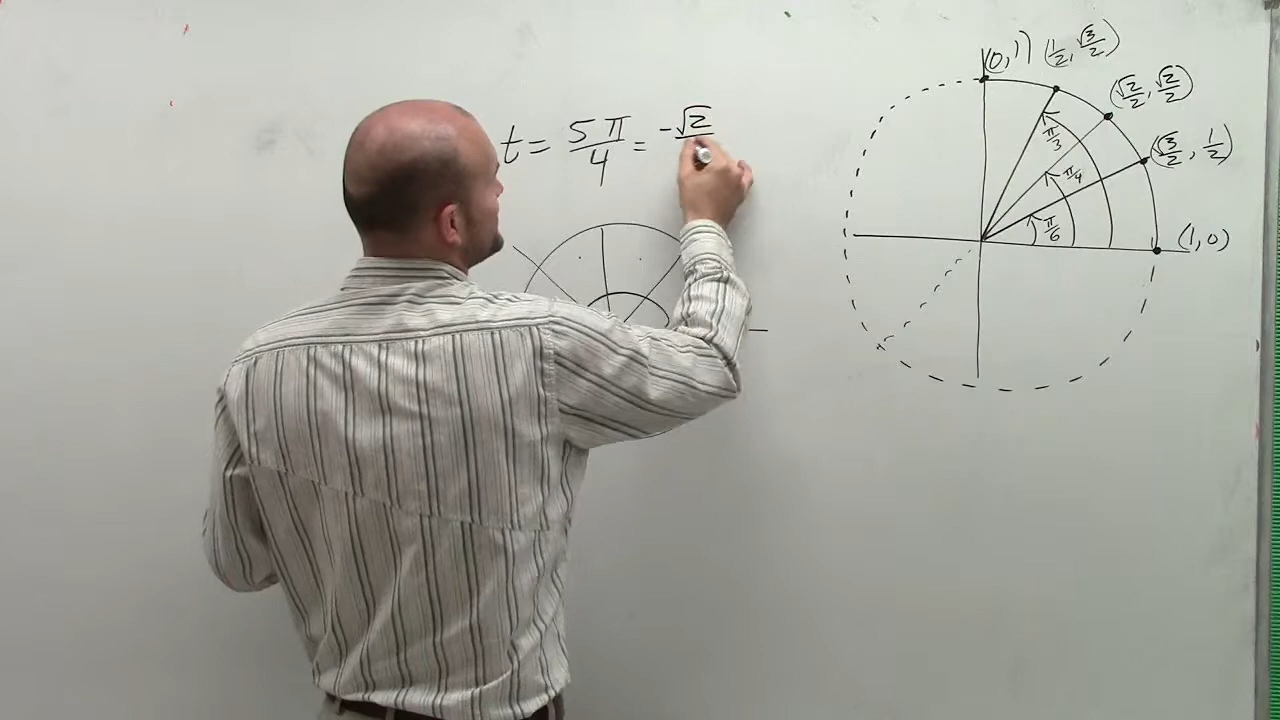 t = 5π/4 = -√2
(0,1)
(1/2, √3/2)
(√2/2, √2/2)
(√3/2, 1/2)
(1,0)
π/3
π/4
π/6